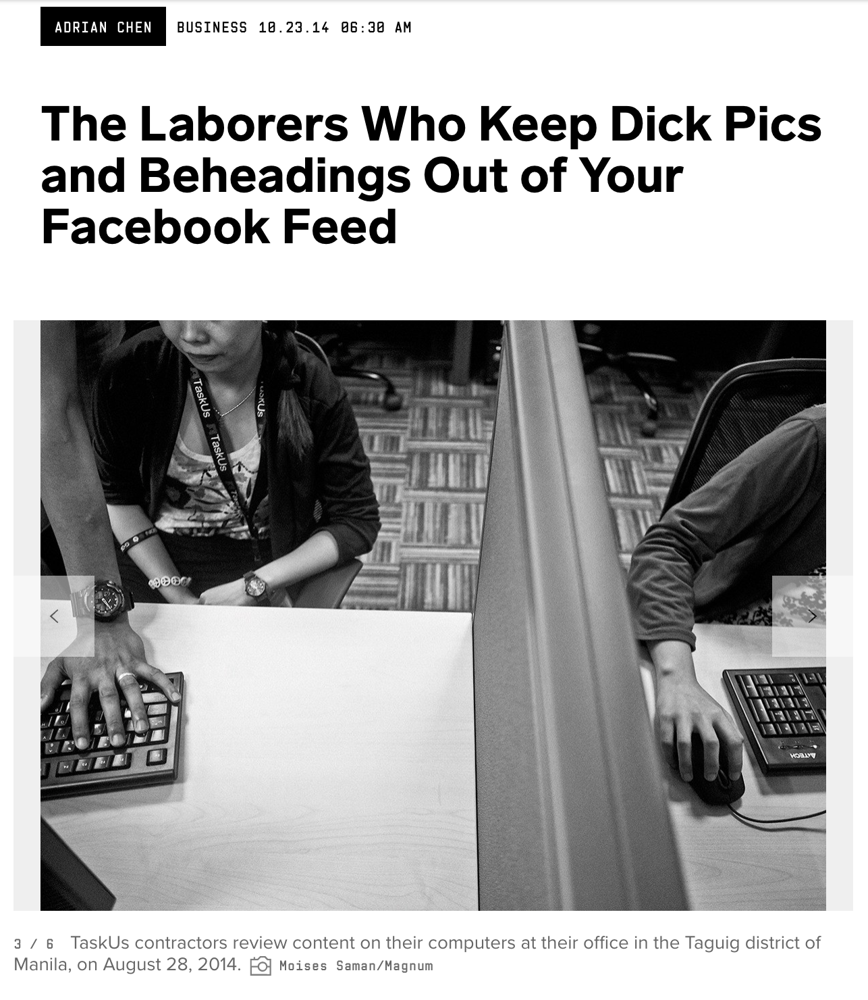 ADRIAN CHEN BUSINESS 10.23.14 06:30 AM
The Laborers Who Keep Dick Pics
and Beheadings Out of Your
Facebook Feed
TaskUs
TaskUs
TaskUs
A4TECH
3 / 6 TaskUs contractors review content on their computers at their office in the Taguig district of
Manila, on August 28, 2014. Moises Saman/Magnum